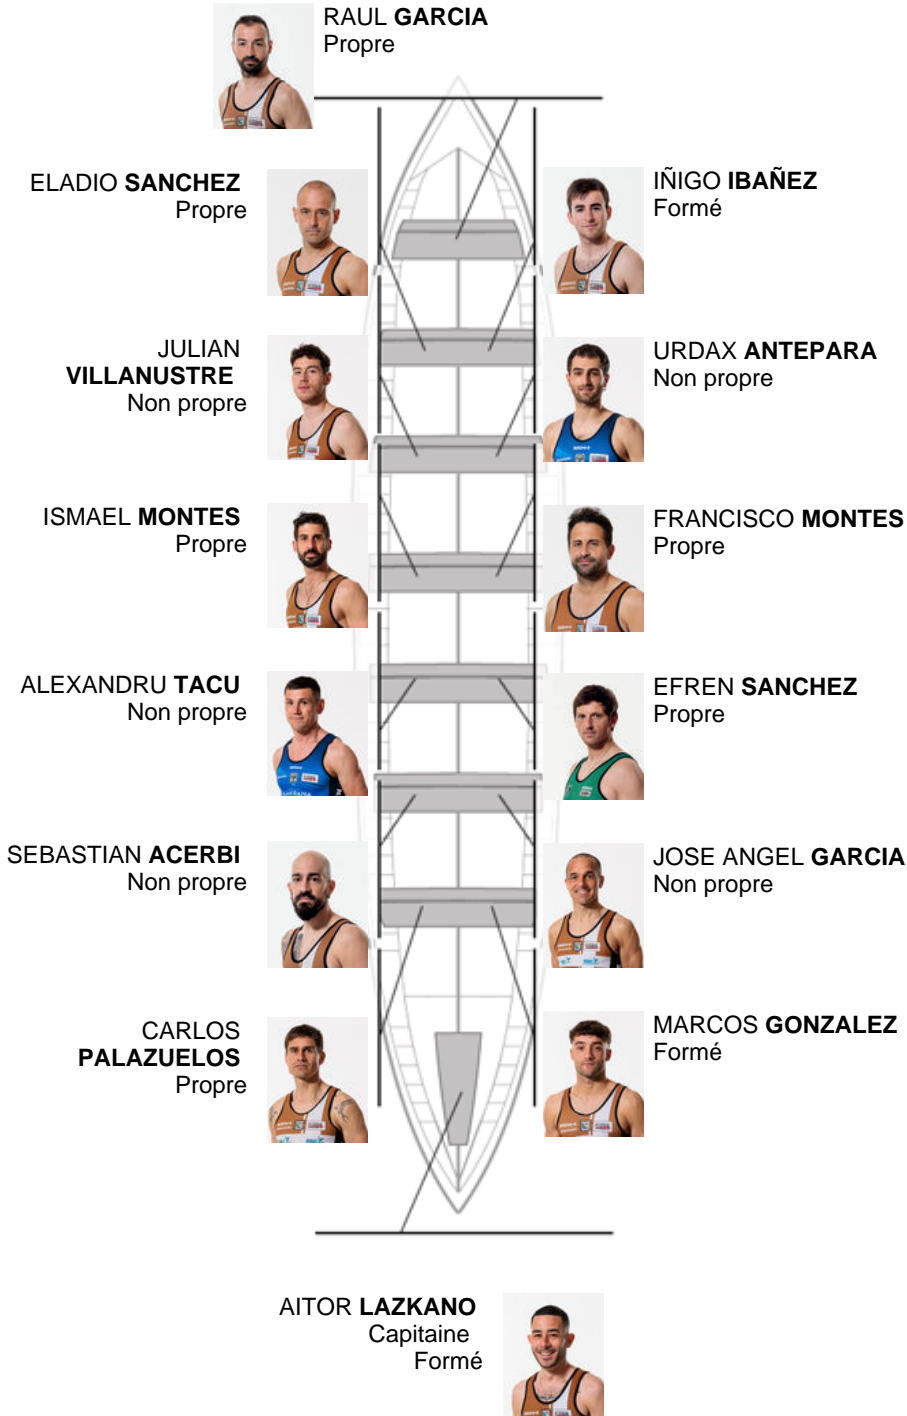 RAUL GARCIA
Propre
ELADIO SANCHEZ
Propre
IÑIGO IBAÑEZ
Formé
JULIAN
VILLANUSTRE
Non propre
URDAX ANTEPARA
Non propre
ISMAEL MONTES
Propre
FRANCISCO MONTES
Propre
ALEXANDRU TACU
Non propre
EFREN SANCHEZ
Propre
SEBASTIAN ACERBI
Non propre
JOSE ANGEL GARCIA
Non propre
CARLOS
PALAZUELOS
Propre
MARCOS GONZALEZ
Formé
AITOR LAZKANO
Capitaine
Formé